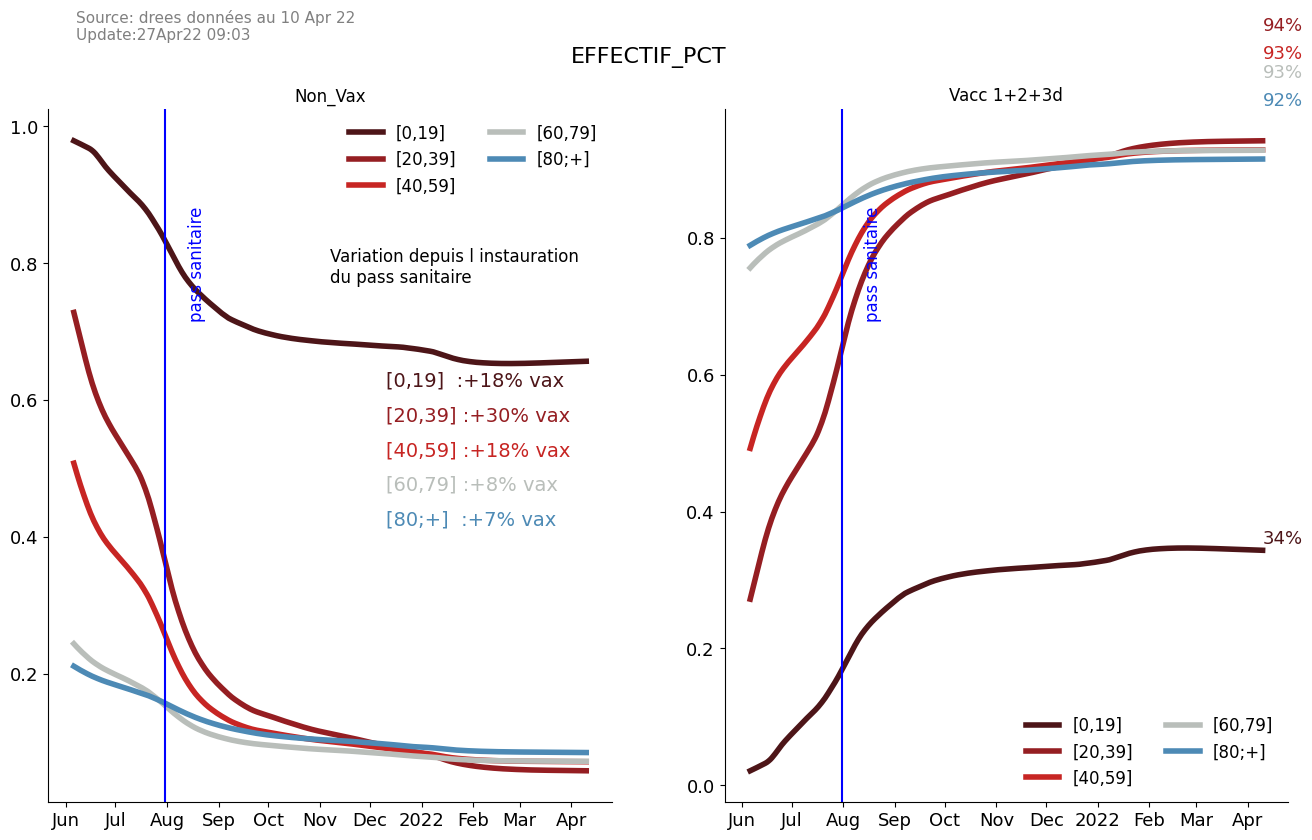 Source: drees données au 10 Apr 22
Update:27Apr22 09:03
EFFECTIF_PCT
94%
93%
93%
92%
Non_Vax
1.0
0.8
0.6
0.4
0.2
[0,19]
[20,39]
[40,59]
[60,79]
[80;+]
pass sanitaire
Variation depuis l instauration
du pass sanitaire
[0,19] :+18% vax
[20,39] :+30% vax
[40,59] :+18% vax
[60,79] :+8% vax
[80;+] :+7% vax
Jun Jul Aug Sep Oct Nov Dec 2022 Feb Mar Apr
Vacc 1+2+3d
0.8
0.6
0.4
0.2
0.0
pass sanitaire
34%
[0,19]
[20,39]
[40,59]
[60,79]
[80;+]
Jun Jul Aug Sep Oct Nov Dec 2022 Feb Mar Apr